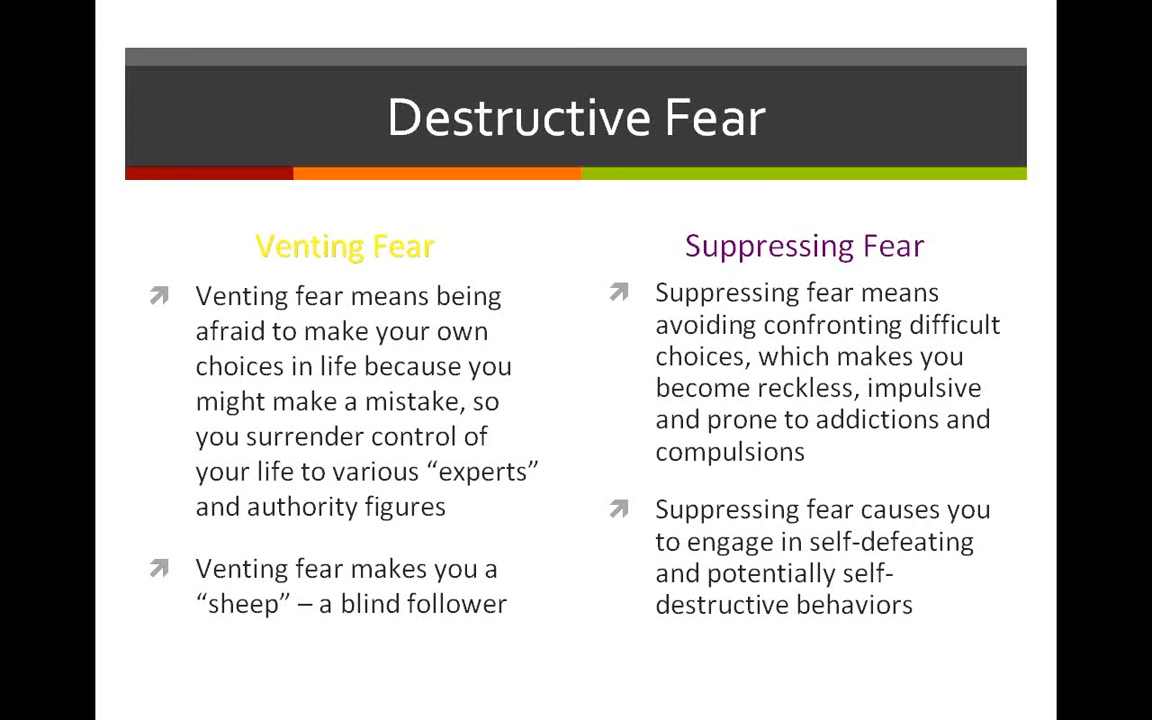 Destructive Fear
Venting Fear
Venting fear means being
afraid to make your own
choices in life because you
might make a mistake, so
you surrender control of
your life to various “experts”
and authority figures
Venting fear makes you a
“sheep” – a blind follower
Suppressing Fear
Suppressing fear means
avoiding confronting difficult
choices, which makes you
become reckless, impulsive
and prone to addictions and
compulsions
Suppressing fear causes you
to engage in self-defeating
and potentially self-
destructive behaviors